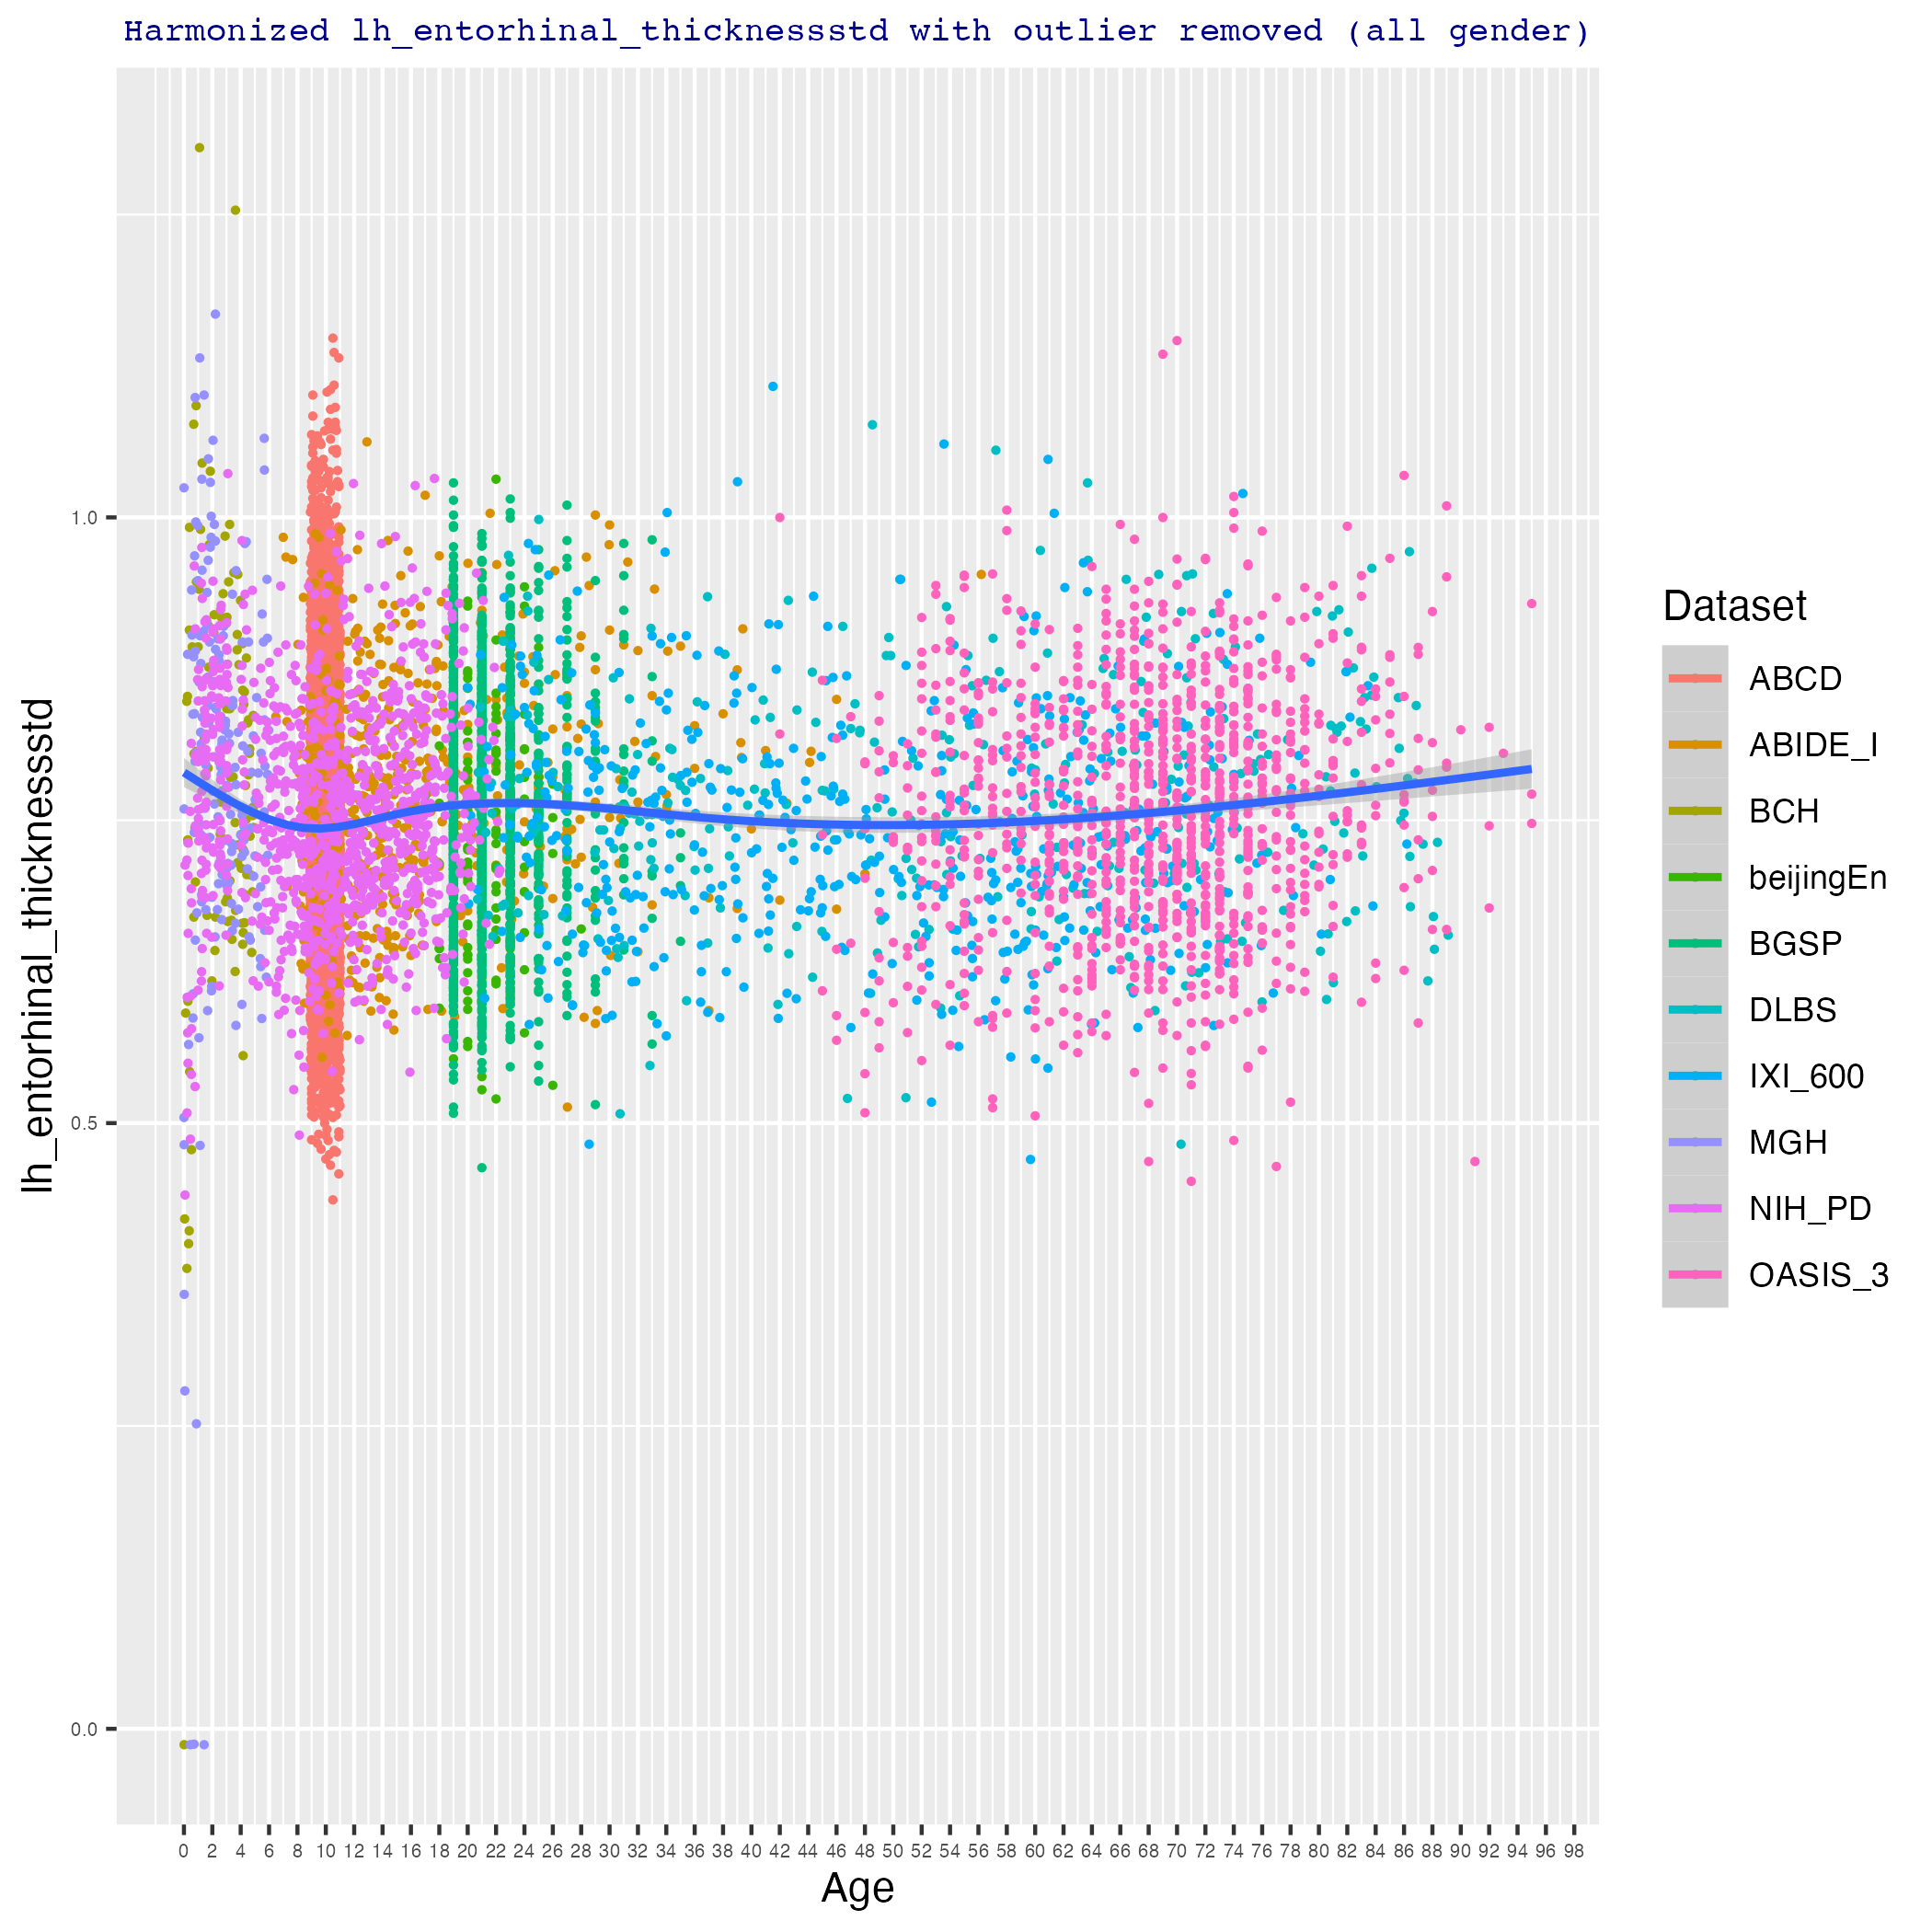 Harmonized lh_entorhinal_thicknessstd with outlier removed (all gender)
lh_entorhinal_thicknessstd
1.0
0.5
0.0
0 2 4 6 8 10 12 14 16 18 20 22 24 26 28 30 32 34 36 38 40 42 44 46 48 50 52 54 56 58 60 62 64 66 68 70 72 74 76 78 80 82 84 86 88 90 92 94 96 98
Age
Dataset
ABCD
ABIDE_I
BCH
beijingEn
BGSP
DLBS
IXI_600
MGH
NIH_PD
OASIS_3